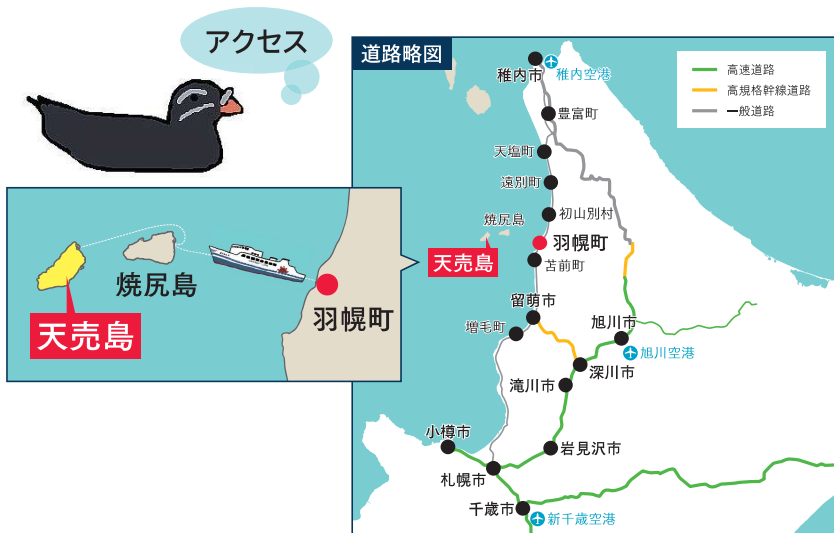 アクセス
道路略図
高速道路
高規格幹線道路
一般道路
稚内市
稚内空港
豊富町
天塩町
遠別町
初山別村
焼尻島
羽幌町
天売島
苫前町
留萌市
増毛町
旭川市
旭川空港
深川市
滝川市
小樽市
岩見沢市
札幌市
千歳市
新千歳空港
焼尻島
天売島
羽幌町